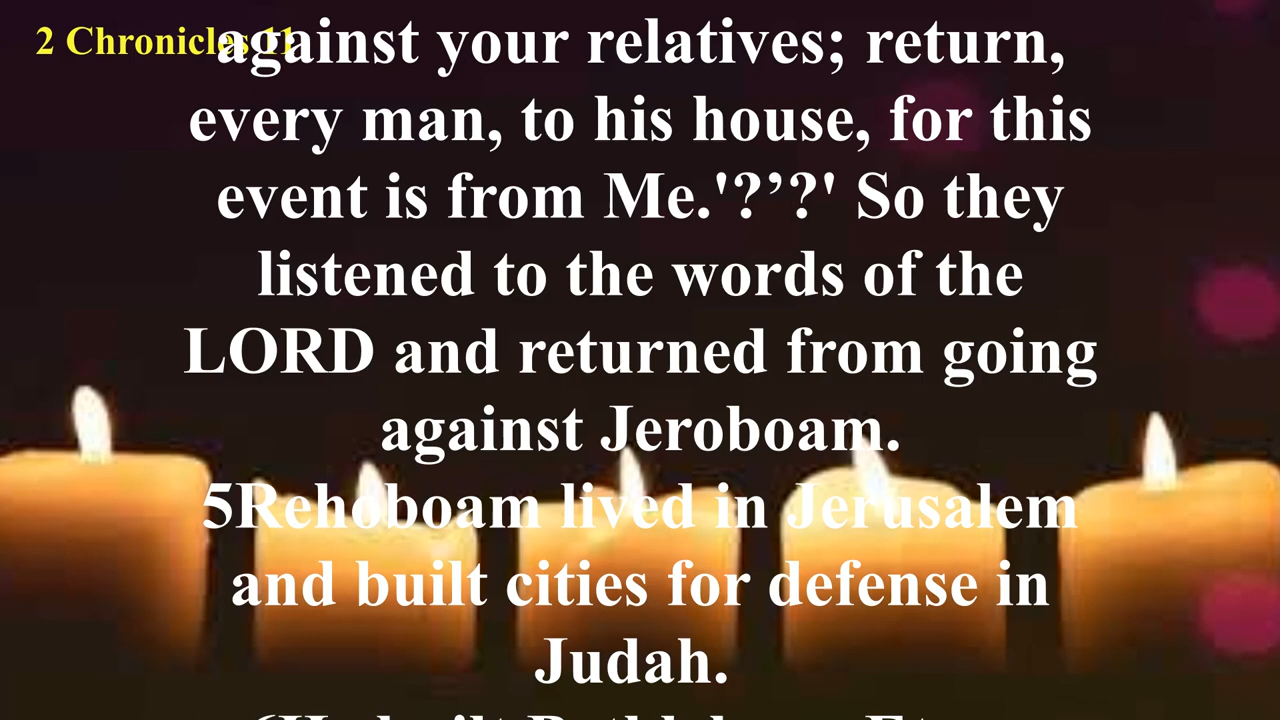 2 Chronicles 11
against your relatives; return,
every man, to his house, for this
event is from Me.'?’?' So they
listened to the words of the
LORD and returned from going
against Jeroboam.
5Rehoboam lived in Jerusalem
and built cities for defense in
Judah.